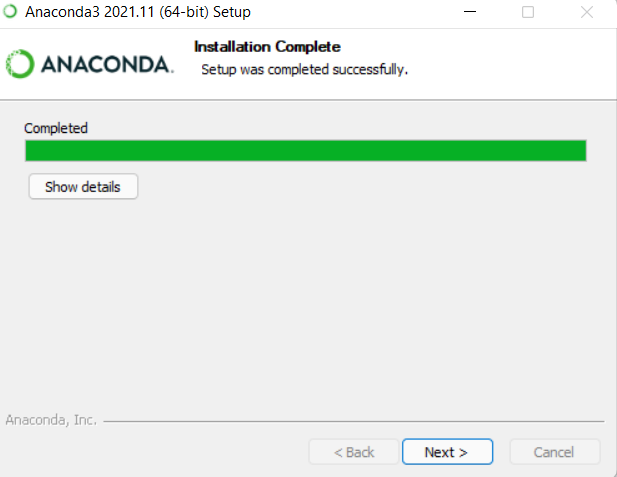 Anaconda3 2021.11 (64-bit) Setup
ANACONDA.
Installation Complete
Setup was completed successfully.
Completed
Show details
Anaconda, Inc.
< Back Next > Cancel